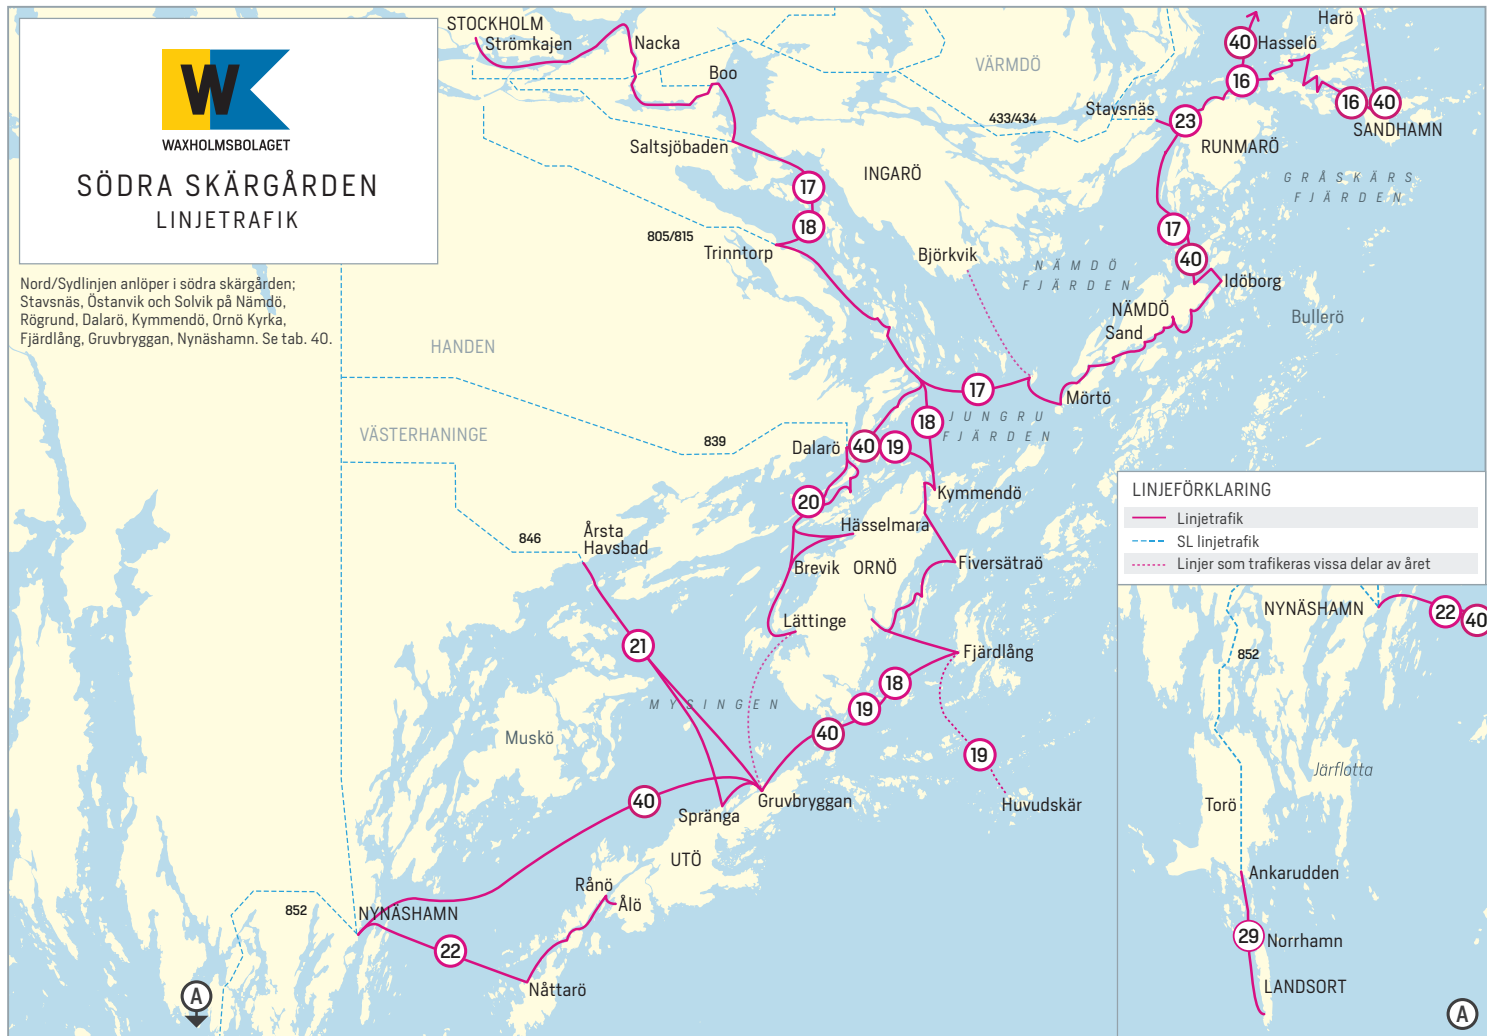 W
WAXHOLMSBOLAGET
SÖDRA SKÄRGÅRDEN
LINJETRAFIK
Nord/Sydlinjen anlöper i södra skärgården;
Stavsnäs, Östanvik och Solvik på Nämdö,
Rögrund, Dalarö, Kymmendö, Ornö Kyrka,
Fjärdlång, Gruvbryggan, Nynäshamn. Se tab. 40.
STOCKHOLM
Strömkajen
Nacka
Boo
Saltsjöbaden
VÄRMDÖ
433/434
Stavsnäs
Harö
40
Hasselö
16
16
40
SANDHAMN
23
RUNMARÖ
INGARÖ
GRÅSKÄRS
FJÄRDEN
17
18
805/815
Trinntorp
Björkvik
NÄMDÖ
FJÄRDEN
17
40
Idöborg
NÄMDÖ
Sand
Bullerö
HANDEN
17
Mörtö
JUNGRU
FJÄRDEN
18
VÄSTERHANINGE
839
Dalarö
40
19
20
Kymmendö
Hässelmara
846
Årsta
Havsbad
Brevik
ORNÖ
Fiversätraö
Lättinge
21
Fjärdlång
18
19
40
MYSINGEN
Muskö
19
Huvudskär
40
Gruvbryggan
Spränga
UTÖ
Rånö
Ålö
852
NYNÄSHAMN
22
Nåttarö
A
LINJEFÖRKLARING
Linjetrafik
SL linjetrafik
Linjer som trafikeras vissa delar av året
NYNÄSHAMN
22
40
852
Järflotta
Torö
Ankarudden
29
Norrhamn
LANDSORT
A